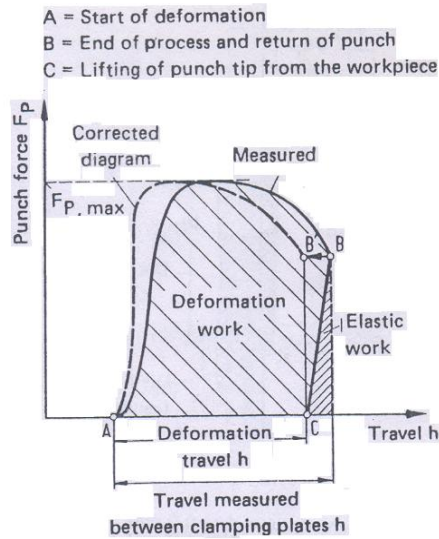 A = Start of deformation
B = End of process and return of punch
C = Lifting of punch tip from the workpiece
Punch force FP
Corrected
diagram
Measured
FP, max
B'
B
Deformation
work
Elastic
work
A
C
Deformation
travel h
Travel h
Travel measured
between clamping plates h